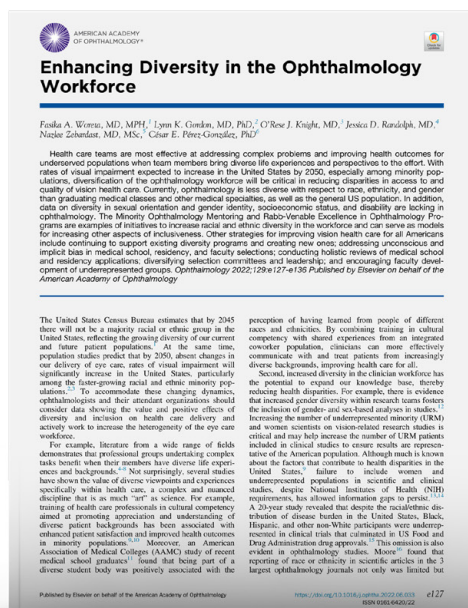 AMERICAN ACADEMY
OF OPHTHALMOLOGY®
Enhancing Diversity in the Ophthalmology
Workforce
Fasika A. Woreta, MD, MPH,1 Lynn K. Gordon, MD, PhD,2 O'Rese J. Knight, MD,3 Jessica D. Randolph, MD,4
Nazlee Zebardast, MD, MSc,5 César E. Pérez-González, PhD6
Health care teams are most effective at addressing complex problems and improving health outcomes for
underserved populations when team members bring diverse life experiences and perspectives to the effort. With
rates of visual impairment expected to increase in the United States by 2050, especially among minority pop-
ulations, diversification of the ophthalmology workforce will be critical in reducing disparities in access to and
quality of vision health care. Currently, ophthalmology is less diverse with respect to race, ethnicity, and gender
than graduating medical classes and other medical specialties, as well as the general US population. In addition,
data on diversity in sexual orientation and gender identity, socioeconomic status, and disability are lacking in
ophthalmology. The Minority Ophthalmology Mentoring and Rabb-Venable Excellence in Ophthalmology Pro-
grams are examples of initiatives to increase racial and ethnic diversity in the workforce and can serve as models
for increasing other aspects of inclusiveness. Other strategies for improving vision health care for all Americans
include continuing to support existing diversity programs and creating new ones; addressing unconscious and
implicit bias in medical school, residency, and faculty selections; conducting holistic reviews of medical school
and residency applications; diversifying selection committees and leadership; and encouraging faculty devel-
opment of underrepresented groups. Ophthalmology 2022;129:e127-e136 Published by Elsevier on behalf of the
American Academy of Ophthalmology
The United States Census Bureau estimates that by 2045
there will not be a majority racial or ethnic group in the
United States, reflecting the growing diversity of our current
and future patient populations.1 At the same time,
population studies predict that by 2050, absent changes in
our delivery of eye care, rates of visual impairment will
significantly increase in the United States, particularly
among the faster-growing racial and ethnic minority pop-
ulations.2,3 To accommodate these changing dynamics,
ophthalmologists and their attendant organizations should
consider data showing the value and positive effects of
diversity and inclusion on health care delivery and
actively work to increase the heterogeneity of the eye care
workforce.
For example, literature from a wide range of fields
demonstrates that professional groups undertaking complex
tasks benefit when their members have diverse life experi-
ences and backgrounds.4-8 Not surprisingly, several studies
have shown the value of diverse viewpoints and experiences
specifically within health care, a complex and nuanced
discipline that is as much "art" as science. For example,
training of health care professionals in cultural competency
aimed at promoting appreciation and understanding of
diverse patient backgrounds has been associated with
enhanced patient satisfaction and improved health outcomes
in minority populations.9,10 Moreover, an American
Association of Medical Colleges (AAMC) study of recent
medical school graduates11 found that being part of a
diverse student body was positively associated with the
perception of having learned from people of different
races and ethnicities. By combining training in cultural
competency with shared experiences from an integrated
coworker population, clinicians can more effectively
communicate with and treat patients from increasingly
diverse backgrounds, improving health care for all.
Second, increased diversity in the clinician workforce has
the potential to expand our knowledge base, thereby
reducing health disparities. For example, there is evidence
that increased gender diversity within research teams fosters
the inclusion of gender- and sex-based analyses in studies.12
Increasing the number of underrepresented minority (URM)
and women scientists on vision-related research studies is
critical and may help increase the number of URM patients
included in clinical studies to ensure results are represen-
tative of the American population. Although much is known
about the factors that contribute to health disparities in the
United States,9 failure to include women and
underrepresented populations in scientific and clinical
studies, despite National Institutes of Health (NIH)
requirements, has allowed information gaps to persist.13,14
A 20-year study revealed that despite the racial/ethnic dis-
tribution of disease burden in the United States, Black,
Hispanic, and other non-White participants were underrep-
resented in clinical trials that culminated in US Food and
Drug Administration drug approvals.15 This omission is also
evident in ophthalmology studies. Moore16 found that
reporting of race or ethnicity in scientific articles in the 3
largest ophthalmology journals not only was limited but
Published by Elsevier on behalf of the American Academy of Ophthalmology
https://doi.org/10.1016/j.ophtha.2022.06.033
ISSN 0161-6420/22
e127